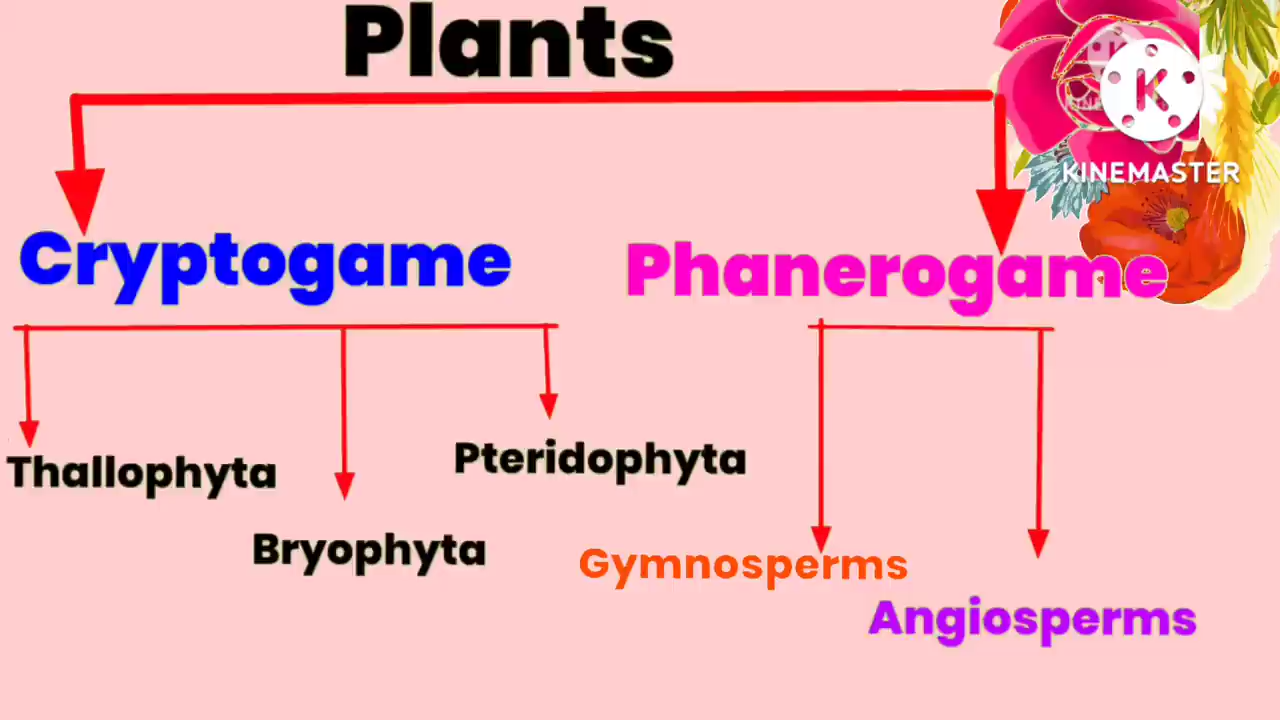 Plants
K
KINEMASTER
Cryptogame
Phanerogame
Thallophyta
Pteridophyta
Bryophyta
Gymnosperms
Angiosperms